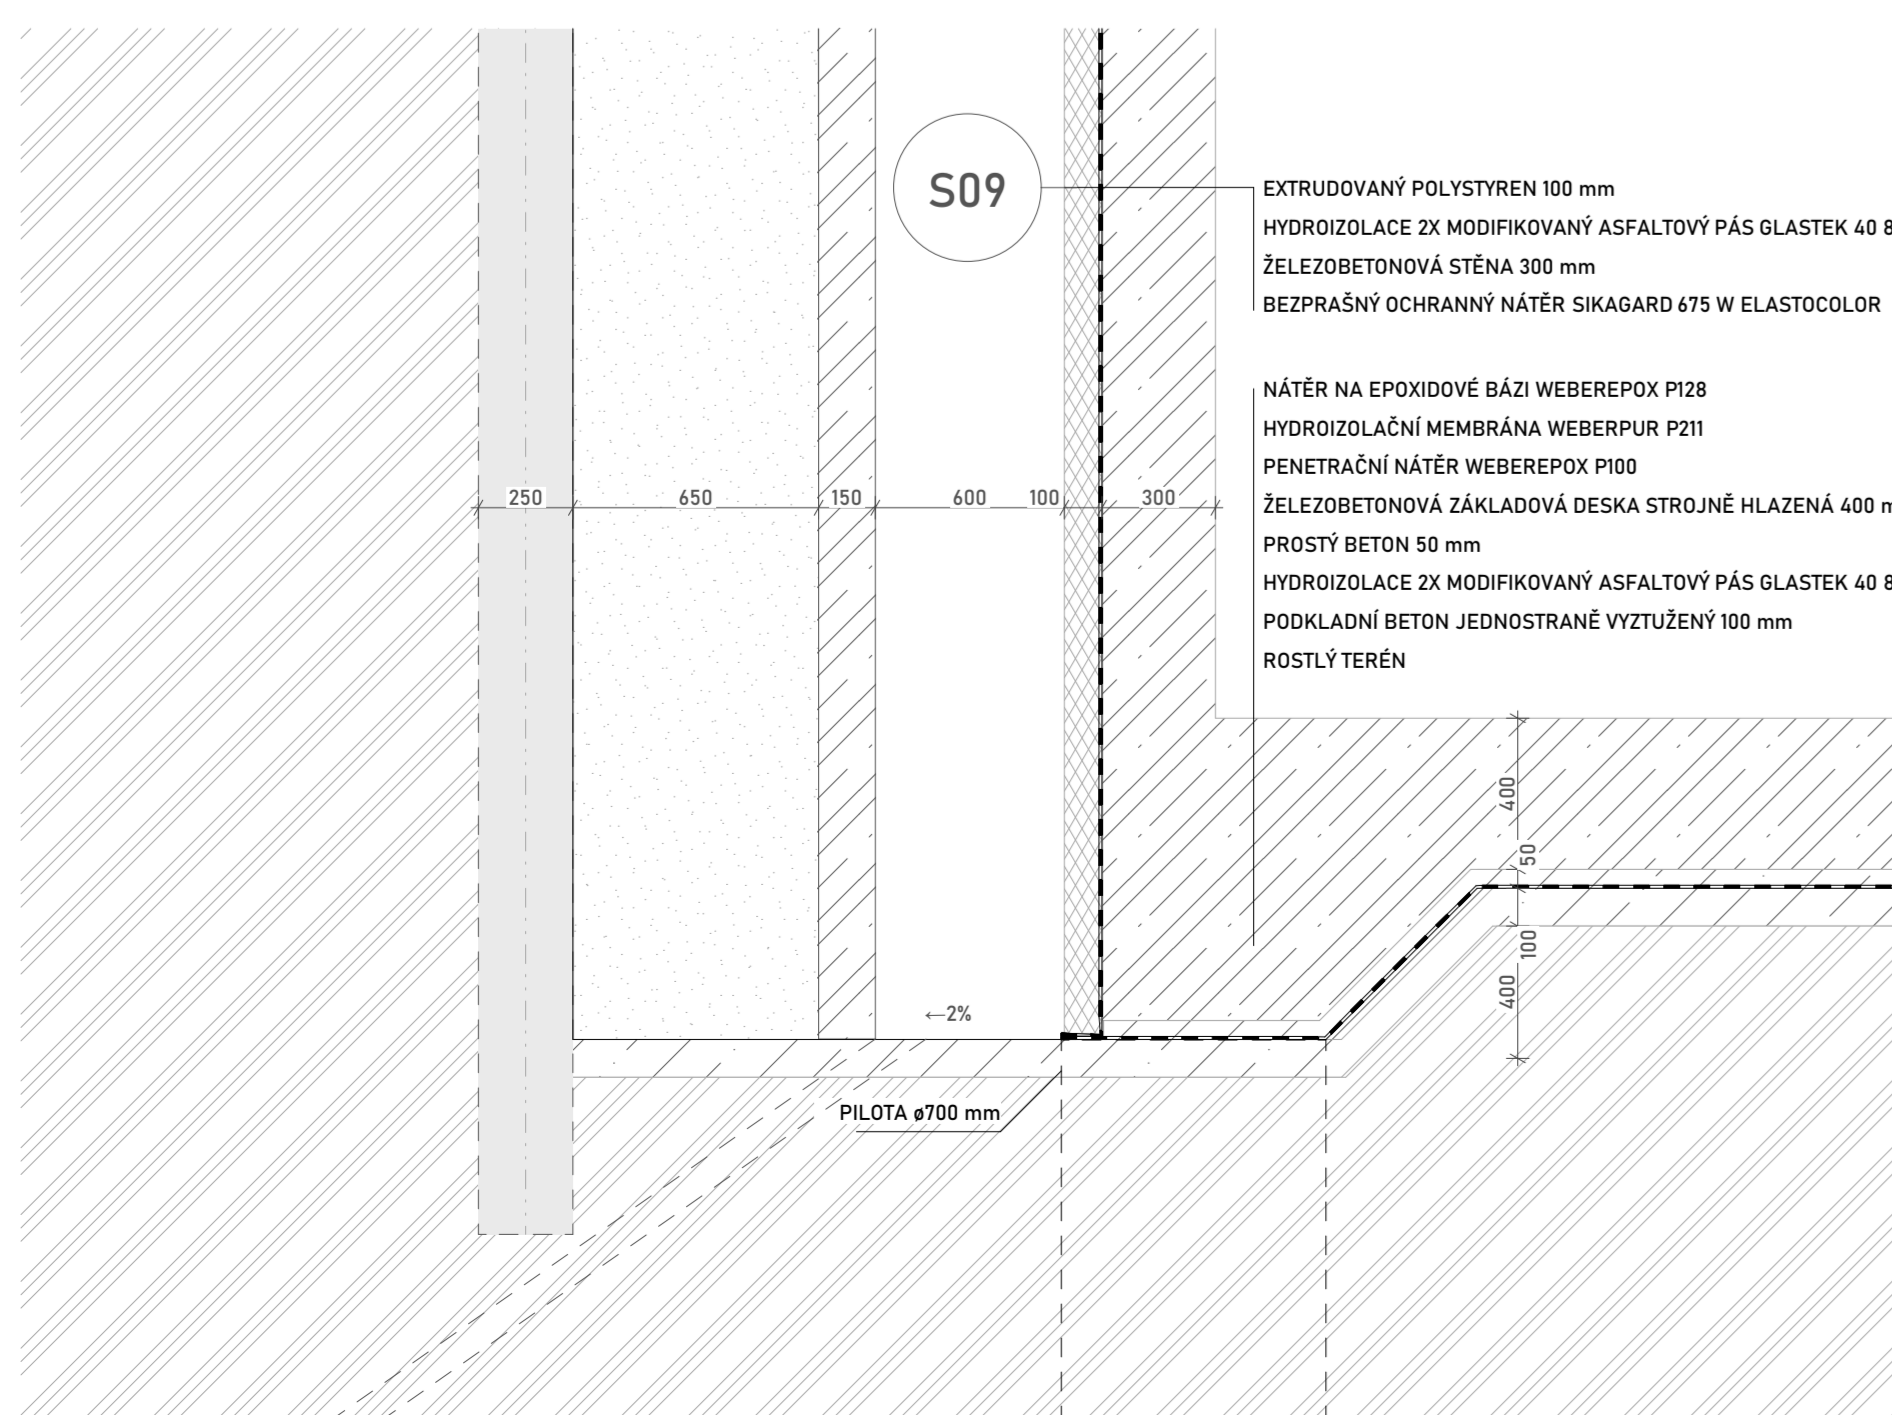 S09
EXTRUDOVANÝ POLYSTYREN 100 mm
HYDROIZOLACE 2X MODIFIKOVANÝ ASFALTOVÝ PÁS GLASTEK 40 8
ŽELEZOBETONOVÁ STĚNA 300 mm
BEZPRAŠNÝ OCHRANNÝ NÁTĚR SIKAGARD 675 W ELASTOCOLOR
NÁTĚR NA EPOXIDOVÉ BÁZI WEBEREPOX P128
HYDROIZOLAČNÍ MEMBRÁNA WEBERPUR P211
PENETRAČNÍ NÁTĚR WEBEREPOX P100
250 650 150 600 100 300
ŽELEZOBETONOVÁ ZÁKLADOVÁ DESKA STROJNĚ HLAZENÁ 400 m
PROSTÝ BETON 50 mm
HYDROIZOLACE 2X MODIFIKOVANÝ ASFALTOVÝ PÁS GLASTEK 40 8
PODKLADNÍ BETON JEDNOSTRANĚ VYZTUŽENÝ 100 mm
ROSTLÝ TERÉN
400
50
100
400
←2%
PILOTA ø700 mm